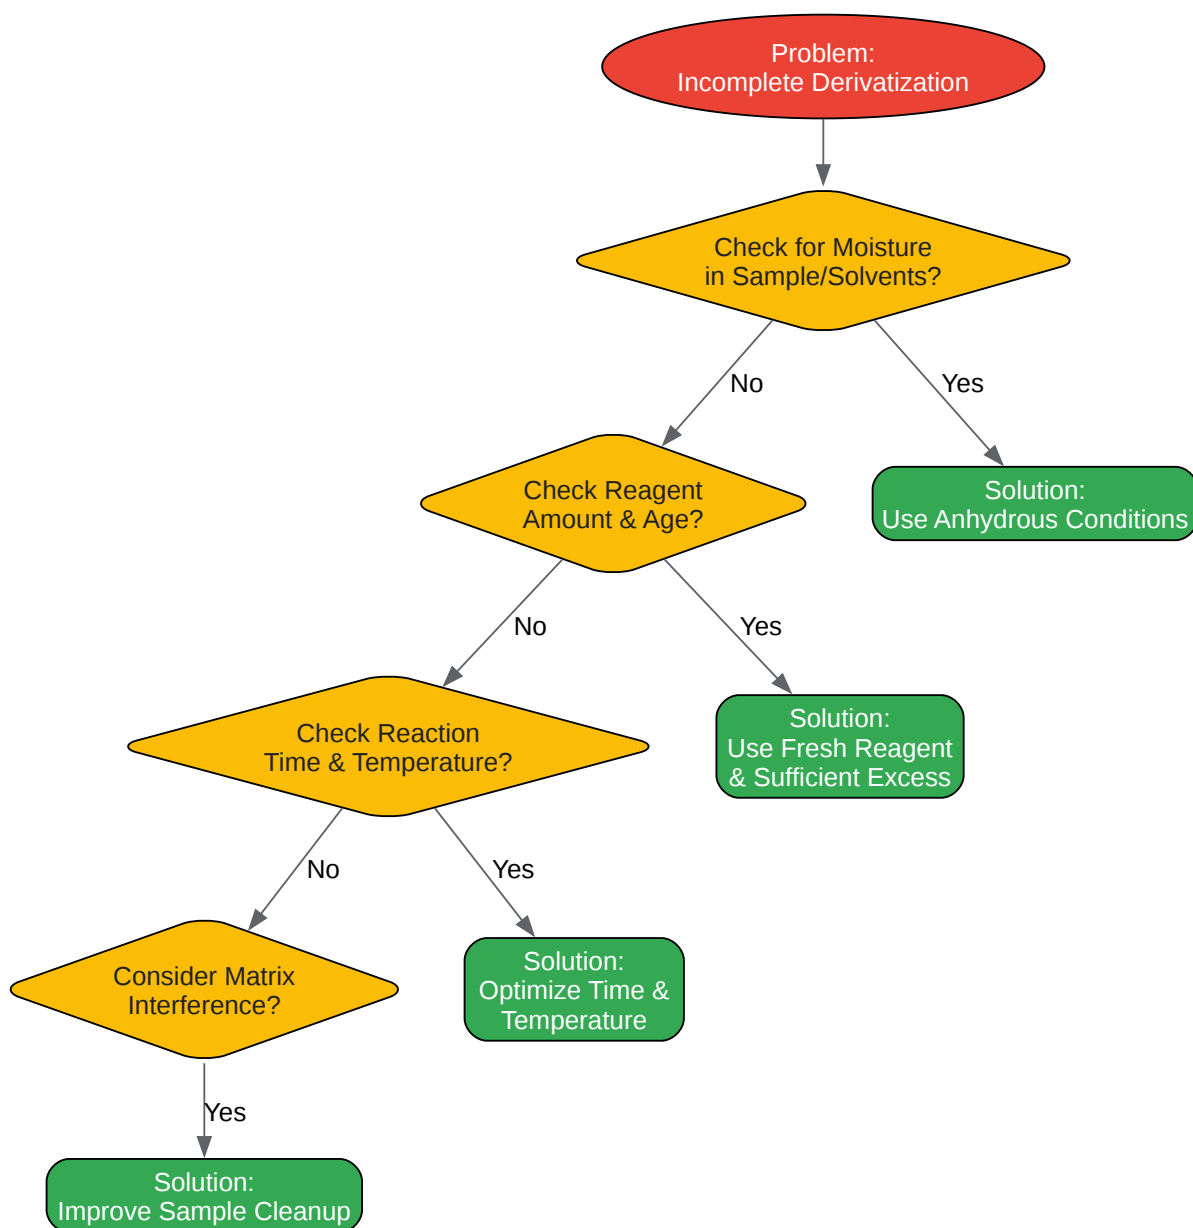 Problem:
Incomplete Derivatization
Check for Moisture
in Sample/Solvents?
No
Yes
Check Reagent
Amount & Age?
Solution:
Use Anhydrous Conditions
No
Yes
Check Reaction
Time & Temperature?
Solution:
Use Fresh Reagent
& Sufficient Excess
No
Yes
Consider Matrix
Interference?
Solution:
Optimize Time &
Temperature
Yes
Solution:
Improve Sample Cleanup